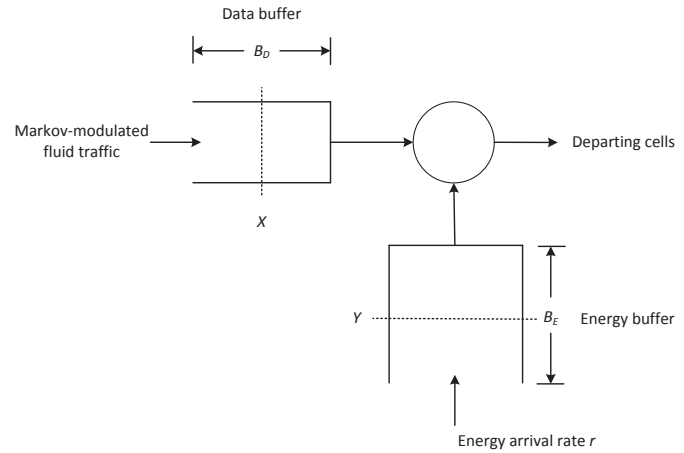 Data buffer
B_D
Markov-modulated
fluid traffic
Departing cells
X
Y
B_E
Energy buffer
Energy arrival rate r